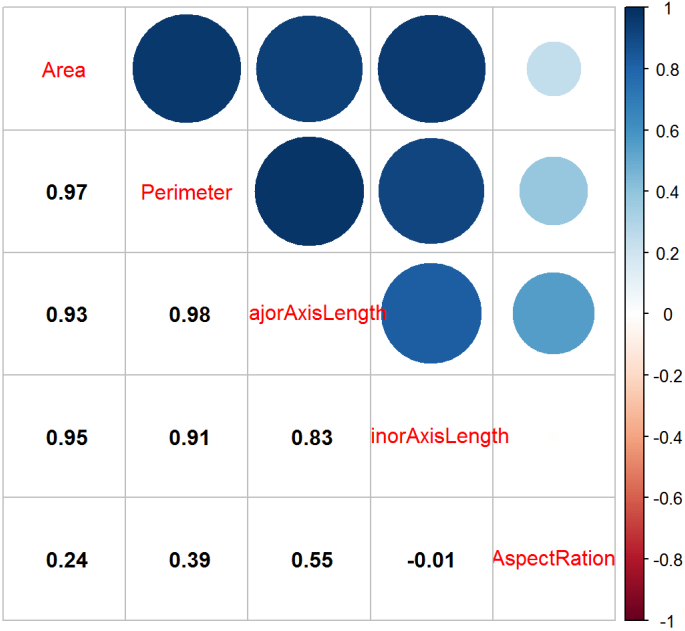 Area
0.97 Perimeter
0.93 0.98 ajorAxisLength
0.95 0.91 0.83 inorAxisLength
0.24 0.39 0.55 -0.01 AspectRation
1
0.8
0.6
0.4
0.2
0
-0.2
-0.4
-0.6
-0.8
-1